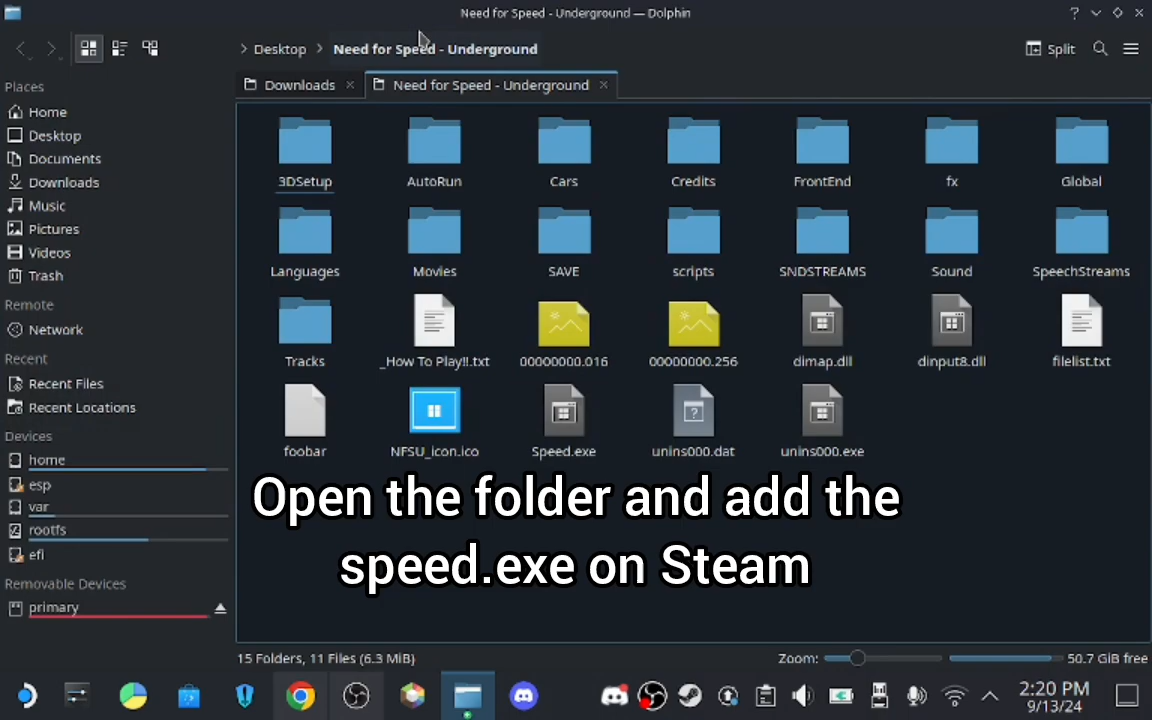 Need for Speed - Underground — Dolphin
Desktop
Need for Speed - Underground
Split
Places
Home
Desktop
Documents
Downloads
Music
Pictures
Videos
Trash
Remote
Network
Recent
Recent Files
Recent Locations
Devices
home
esp
var
rootfs
efi
Removable Devices
primary
Downloads
Need for Speed - Underground
3DSetup
AutoRun
Cars
Credits
FrontEnd
fx
Global
Languages
Movies
SAVE
scripts
SNDSTREAMS
Sound
SpeechStreams
Tracks
_How To Play!!.txt
00000000.016
00000000.256
dimap.dll
dinput8.dll
filelist.txt
foobar
NFSU_icon.ico
Speed.exe
unins000.dat
unins000.exe
Open the folder and add the
speed.exe on Steam
15 Folders, 11 Files (6.3 MiB)
Zoom:
50.7 GiB free
2:20 PM
9/13/24